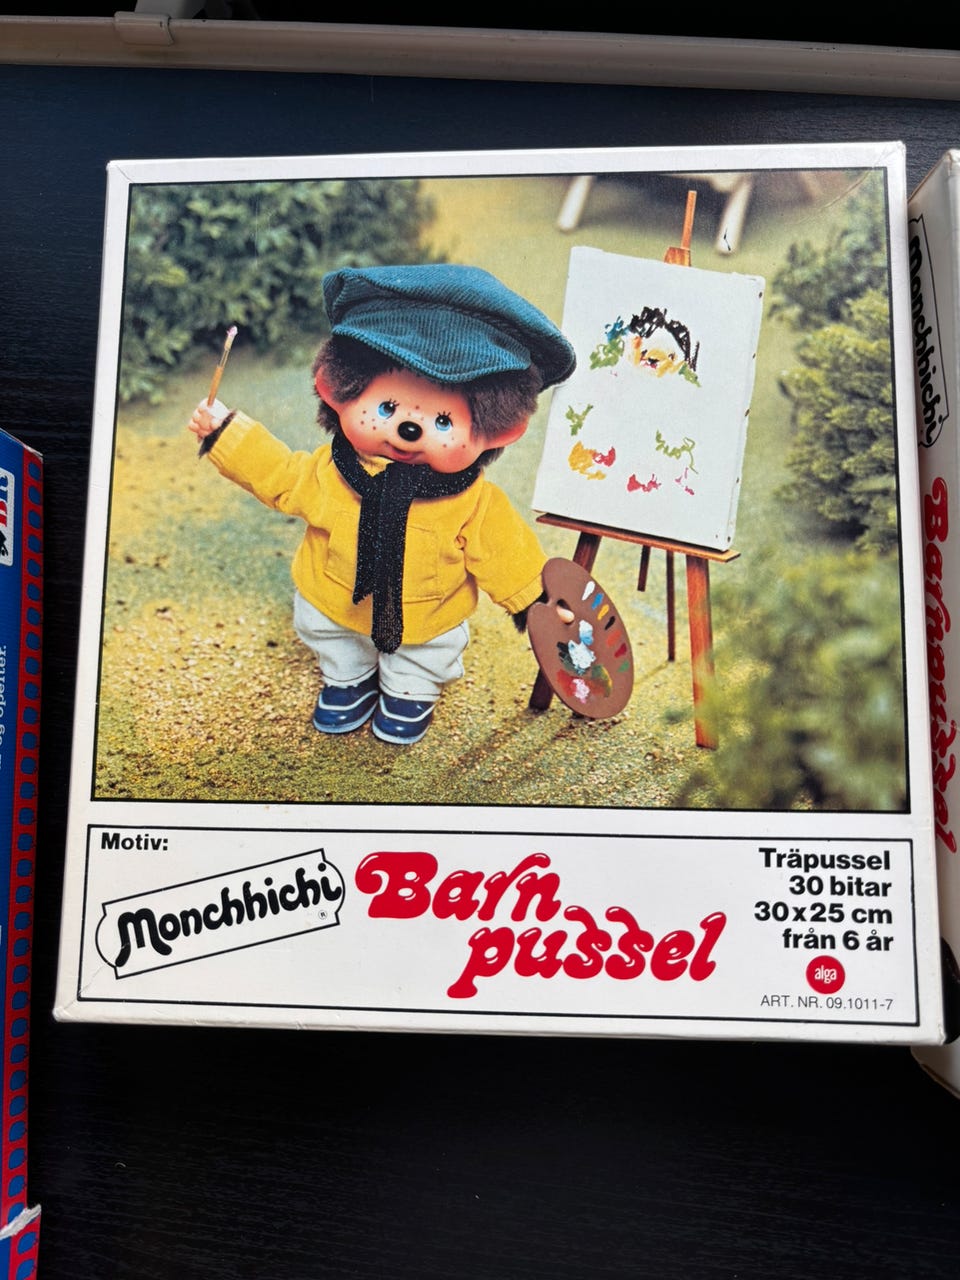 Motiv:
Monchhichi
®
Barn
pussel
Träpussel
30 bitar
30x25 cm
från 6 år
alga
ART. NR. 09.1011-7
Monchhichi
Barnpussel